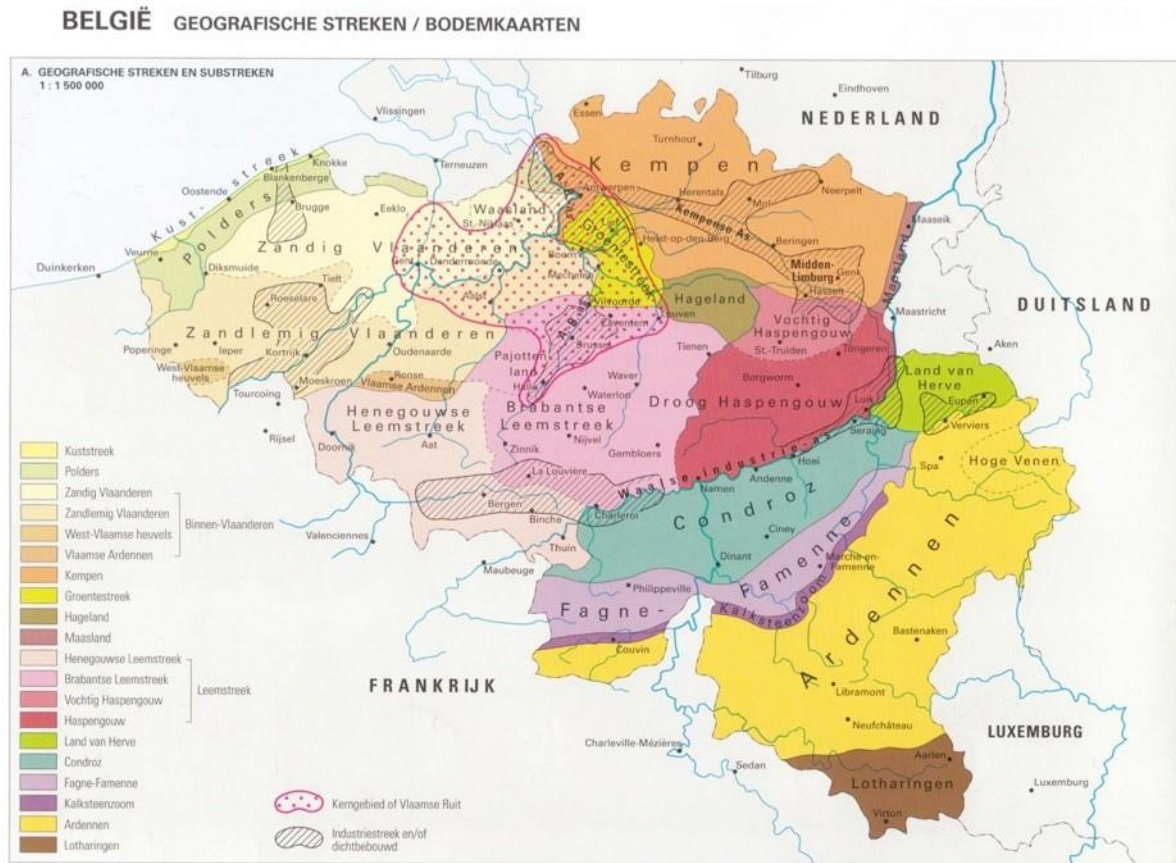 BELGIË GEOGRAFISCHE STREKEN / BODEMKAARTEN
A. GEOGRAFISCHE STREKEN EN SUBSTREKEN
1 : 1 500 000
Tilburg
Eindhoven
NEDERLAND
Vlissingen
Essen
Turnhout
Kempen
Knokke
Terneuzen
Kust-streek
Blankenberge
Oostende
Antwerpen
Herentals
Mol
Neerpelt
Brugge
Eeklo
Waasland
St.-Niklaas
Kempense As
Maaseik
Polders
Veurne
Zandig Vlaanderen
Groentestreek
Heist-op-den Berg
Beringen
Duinkerken
Diksmuide
Gent
Dendermonde
Boom
Mechelen
Midden-
Limburg
Genk
Hasselt
Maasland
DUITSLAND
Tielt
Roeselare
Aalst
Vilvoorde
Hageland
Leuven
Zandlemig Vlaanderen
A.-B.-as
Zaventem
Brussel
Vochtig
Haspengouw
Maastricht
Poperinge
Ieper
Kortrijk
Oudenaarde
Pajotten
land
Tienen
St.-Truiden
Tongeren
Aken
West-Vlaamse
heuvels
Ronse
Vlaamse Ardennen
Halle
Waver
Waterloo
Borgworm
Land van
Herve
Tourcoing
Moeskroen
Henegouwse
Leemstreek
Brabantse
Leemstreek
Droog Haspengouw
Luik
Eupen
Seraing
Verviers
Rijsel
Doornik
Aat
Zinnik
Nijvel
Gembloers
Waalse-industrie-as
Hoei
Andenne
Spa
Hoge Venen
La Louvière
Bergen
Binche
Charleroi
Namen
Condroz
Valenciennes
Thuin
Ciney
Dinant
Maubeuge
Marche-en-
Famenne
Philippeville
Fagne-
Famenne
Kalksteenzoom
Ardennen
Couvin
Bastenaken
FRANKRIJK
Libramont
Neufchâteau
LUXEMBURG
Charleville-Mézières
Sedan
Aarlen
Lotharingen
Luxemburg
Virton
Kuststreek
Polders
Zandig Vlaanderen
Zandlemig Vlaanderen
West-Vlaamse heuvels
Vlaamse Ardennen
Binnen-Vlaanderen
Kempen
Groentestreek
Hageland
Maasland
Henegouwse Leemstreek
Brabantse Leemstreek
Vochtig Haspengouw
Haspengouw
Leemstreek
Land van Herve
Condroz
Fagne-Famenne
Kalksteenzoom
Ardennen
Lotharingen
Kerngebied of Vlaamse Ruit
Industriestreek en/of
dichtbebouwd